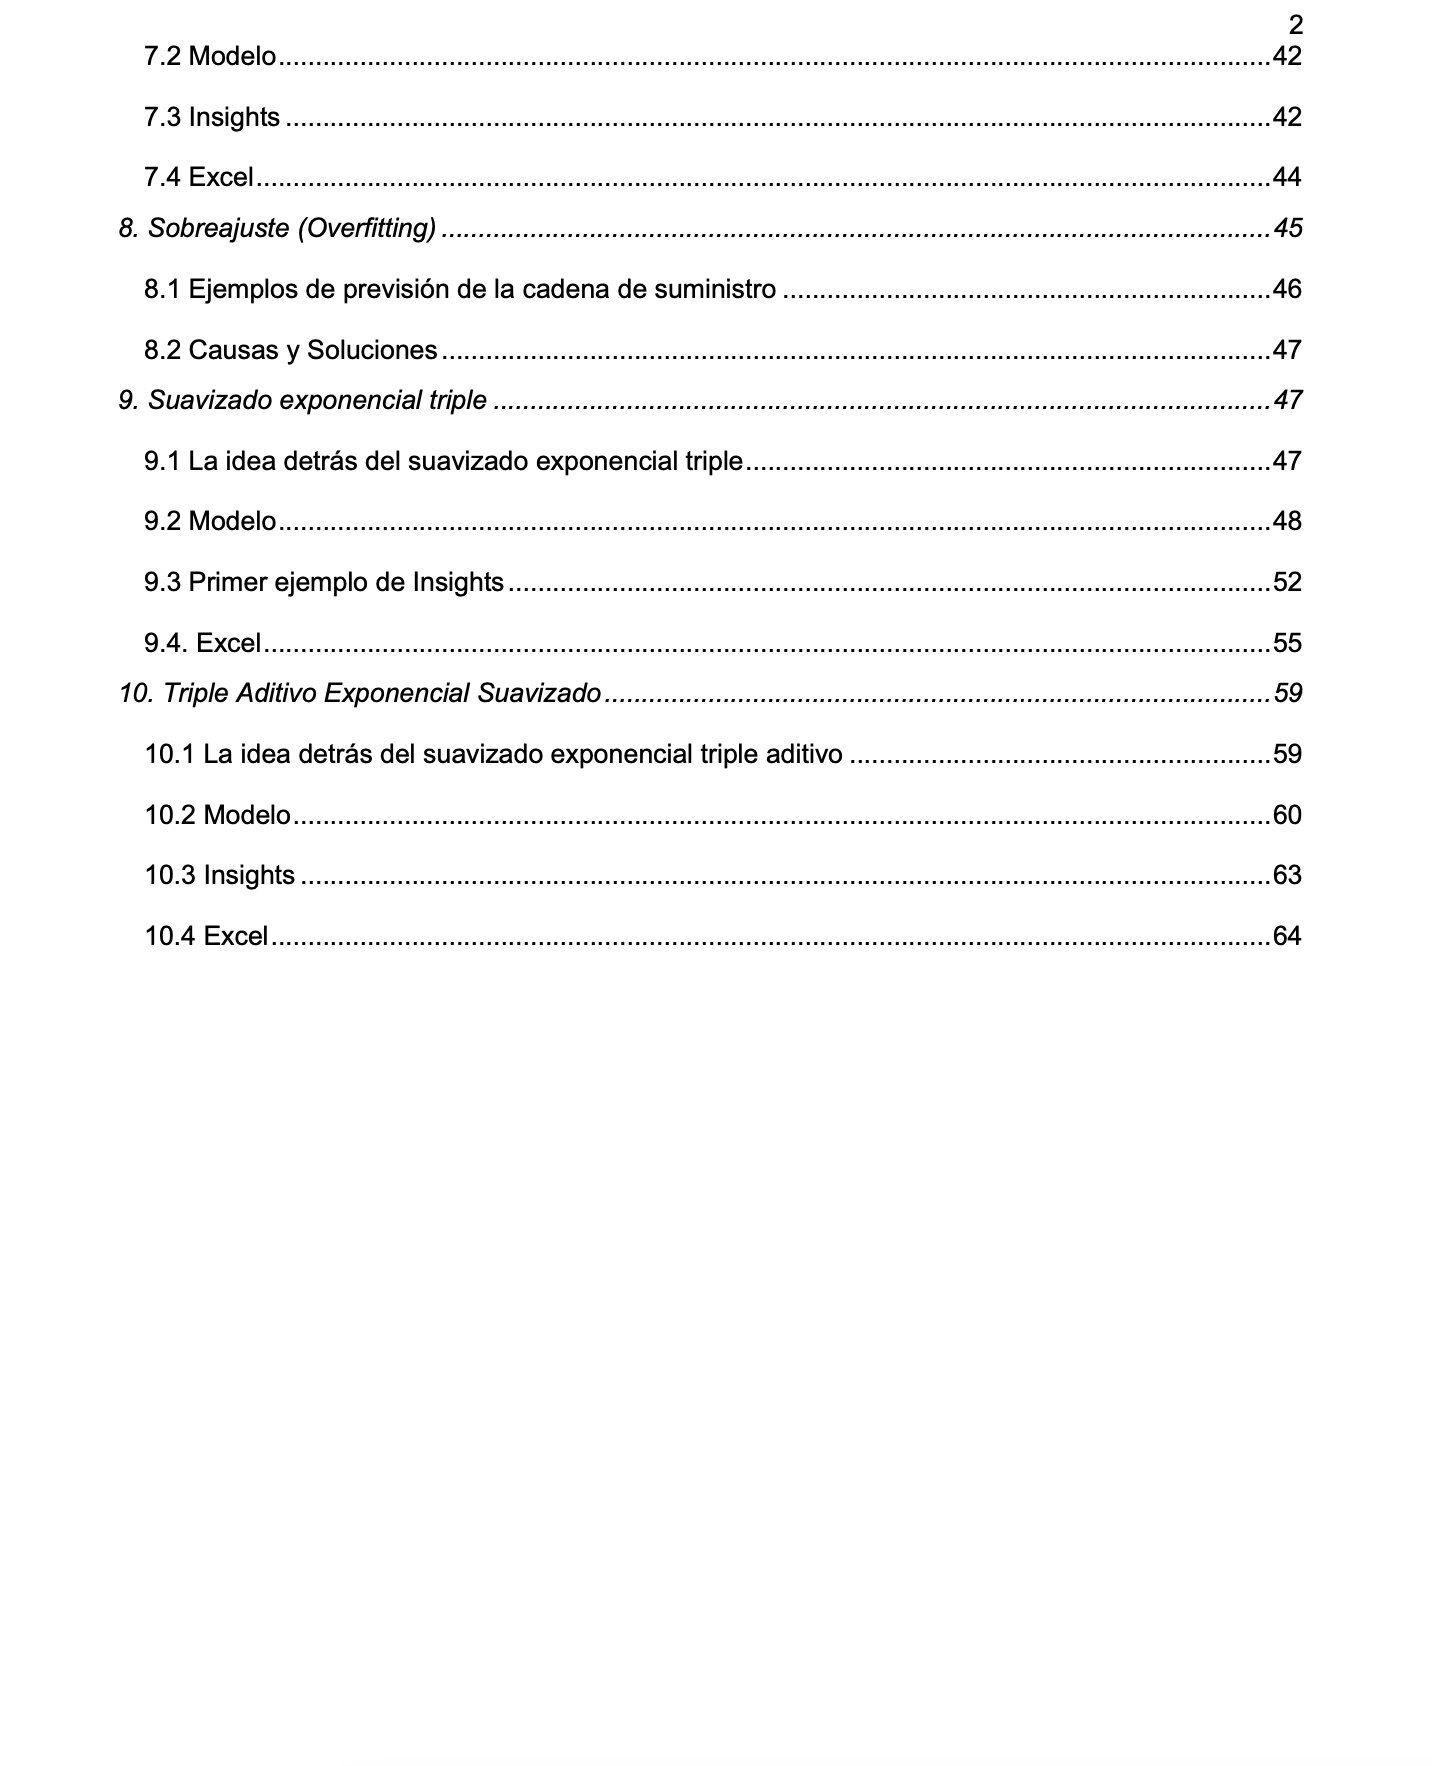 2
7.2 Modelo........................................................................................................................................42
7.3 Insights .......................................................................................................................................42
7.4 Excel...........................................................................................................................................44
8. Sobreajuste (Overfitting) ..................................................................................................................45
8.1 Ejemplos de previsión de la cadena de suministro ...................................................................46
8.2 Causas y Soluciones..................................................................................................................47
9. Suavizado exponencial triple ...........................................................................................................47
9.1 La idea detrás del suavizado exponencial triple........................................................................47
9.2 Modelo........................................................................................................................................48
9.3 Primer ejemplo de Insights........................................................................................................52
9.4. Excel..........................................................................................................................................55
10. Triple Aditivo Exponencial Suavizado............................................................................................59
10.1 La idea detrás del suavizado exponencial triple aditivo ..........................................................59
10.2 Modelo......................................................................................................................................60
10.3 Insights .....................................................................................................................................63
10.4 Excel.........................................................................................................................................64